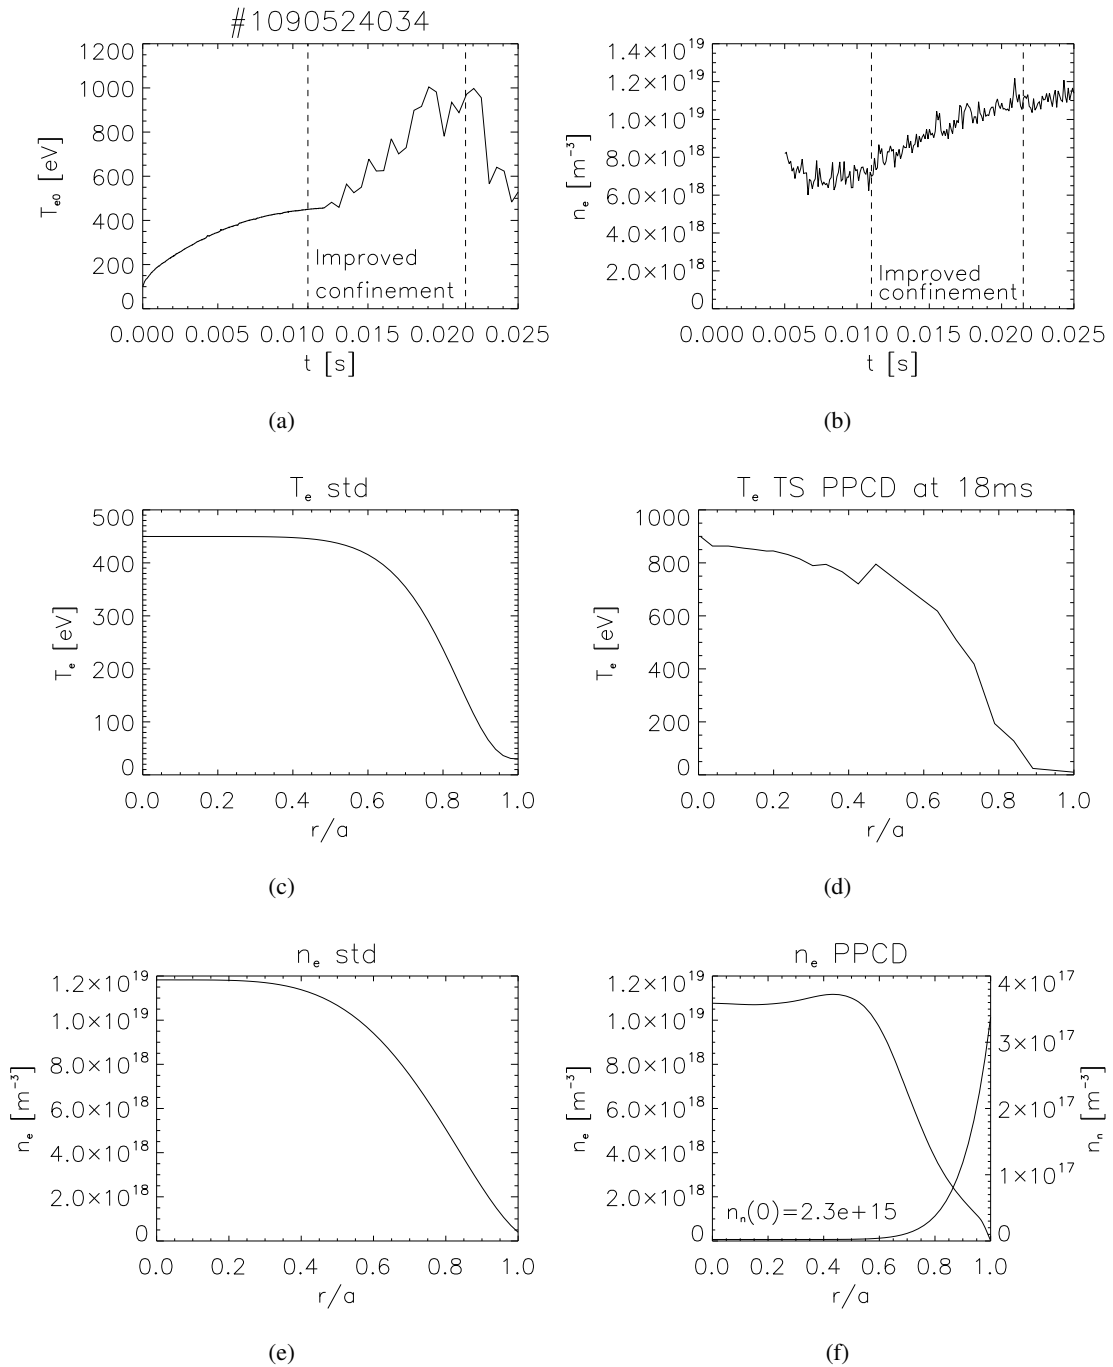 #1090524034
1200
1000
800
600
400
200
0
T_e0 [eV]
Improved
confinement
0.000 0.005 0.010 0.015 0.020 0.025
t [s]
(a)
1.4×10^19
1.2×10^19
1.0×10^19
8.0×10^18
6.0×10^18
4.0×10^18
2.0×10^18
0
n_e [m^-3]
Improved
confinement
0.000 0.005 0.010 0.015 0.020 0.025
t [s]
(b)
T_e std
500
400
300
200
100
0
T_e [eV]
0.0 0.2 0.4 0.6 0.8 1.0
r/a
(c)
T_e TS PPCD at 18ms
1000
800
600
400
200
0
T_e [eV]
0.0 0.2 0.4 0.6 0.8 1.0
r/a
(d)
n_e std
1.2×10^19
1.0×10^19
8.0×10^18
6.0×10^18
4.0×10^18
2.0×10^18
0
n_e [m^-3]
0.0 0.2 0.4 0.6 0.8 1.0
r/a
(e)
n_e PPCD
1.2×10^19
1.0×10^19
8.0×10^18
6.0×10^18
4.0×10^18
2.0×10^18
0
n_e [m^-3]
n_n(0)=2.3e+15
4×10^17
3×10^17
2×10^17
1×10^17
0
n_n [m^-3]
0.0 0.2 0.4 0.6 0.8 1.0
r/a
(f)